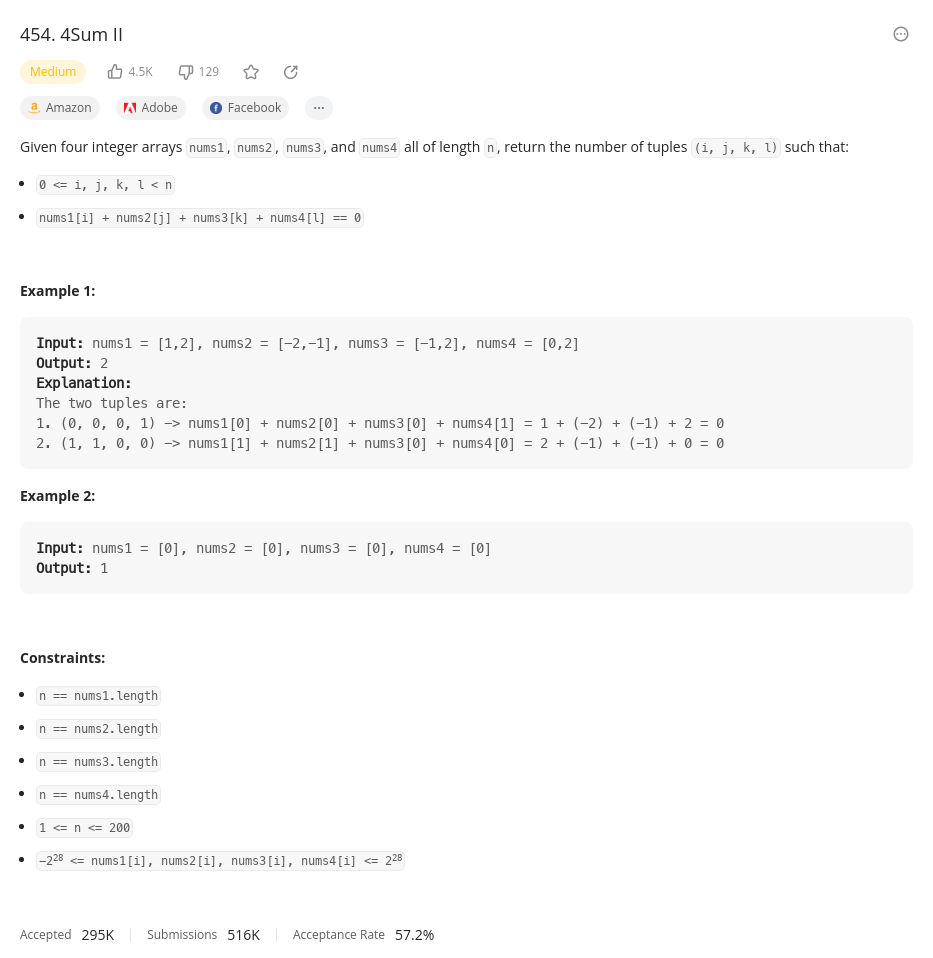 454. 4Sum II
Medium 4.5K 129
Amazon Adobe Facebook ...
Given four integer arrays nums1, nums2, nums3, and nums4 all of length n, return the number of tuples (i, j, k, l) such that:
• 0 <= i, j, k, l < n
• nums1[i] + nums2[j] + nums3[k] + nums4[l] == 0
Example 1:
Input: nums1 = [1,2], nums2 = [-2,-1], nums3 = [-1,2], nums4 = [0,2]
Output: 2
Explanation:
The two tuples are:
1. (0, 0, 0, 1) -> nums1[0] + nums2[0] + nums3[0] + nums4[1] = 1 + (-2) + (-1) + 2 = 0
2. (1, 1, 0, 0) -> nums1[1] + nums2[1] + nums3[0] + nums4[0] = 2 + (-1) + (-1) + 0 = 0
Example 2:
Input: nums1 = [0], nums2 = [0], nums3 = [0], nums4 = [0]
Output: 1
Constraints:
• n == nums1.length
• n == nums2.length
• n == nums3.length
• n == nums4.length
• 1 <= n <= 200
• -2²⁸ <= nums1[i], nums2[i], nums3[i], nums4[i] <= 2²⁸
Accepted 295K Submissions 516K Acceptance Rate 57.2%